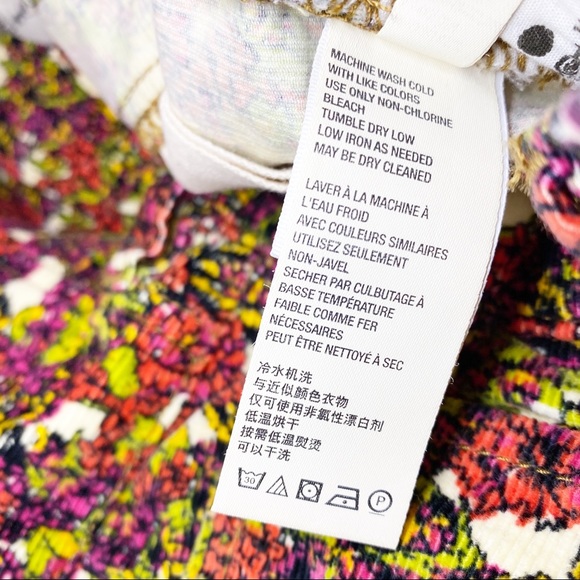 MACHINE WASH COLD
WITH LIKE COLORS
USE ONLY NON-CHLORINE
BLEACH
TUMBLE DRY LOW
LOW IRON AS NEEDED
MAY BE DRY CLEANED
LAVER À LA MACHINE À
L'EAU FROID
AVEC COULEURS SIMILAIRES
UTILISEZ SEULEMENT
NON-JAVEL
SECHER PAR CULBUTAGE À
BASSE TEMPÉRATURE
FAIBLE COMME FER
NÉCESSAIRES
PEUT ÊTRE NETTOYÉ À SEC
冷水机洗
与近似颜色衣物
仅可使用非氯性漂白剂
低温烘干
按需低温熨烫
可以干洗
30 P